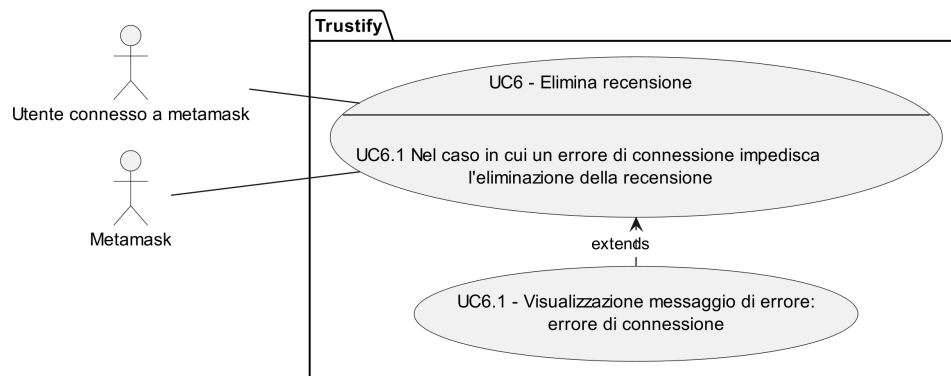 Trustify
UC6 - Elimina recensione
Utente connesso a metamask
UC6.1 Nel caso in cui un errore di connessione impedisca
l'eliminazione della recensione
Metamask
extends
UC6.1 - Visualizzazione messaggio di errore:
errore di connessione